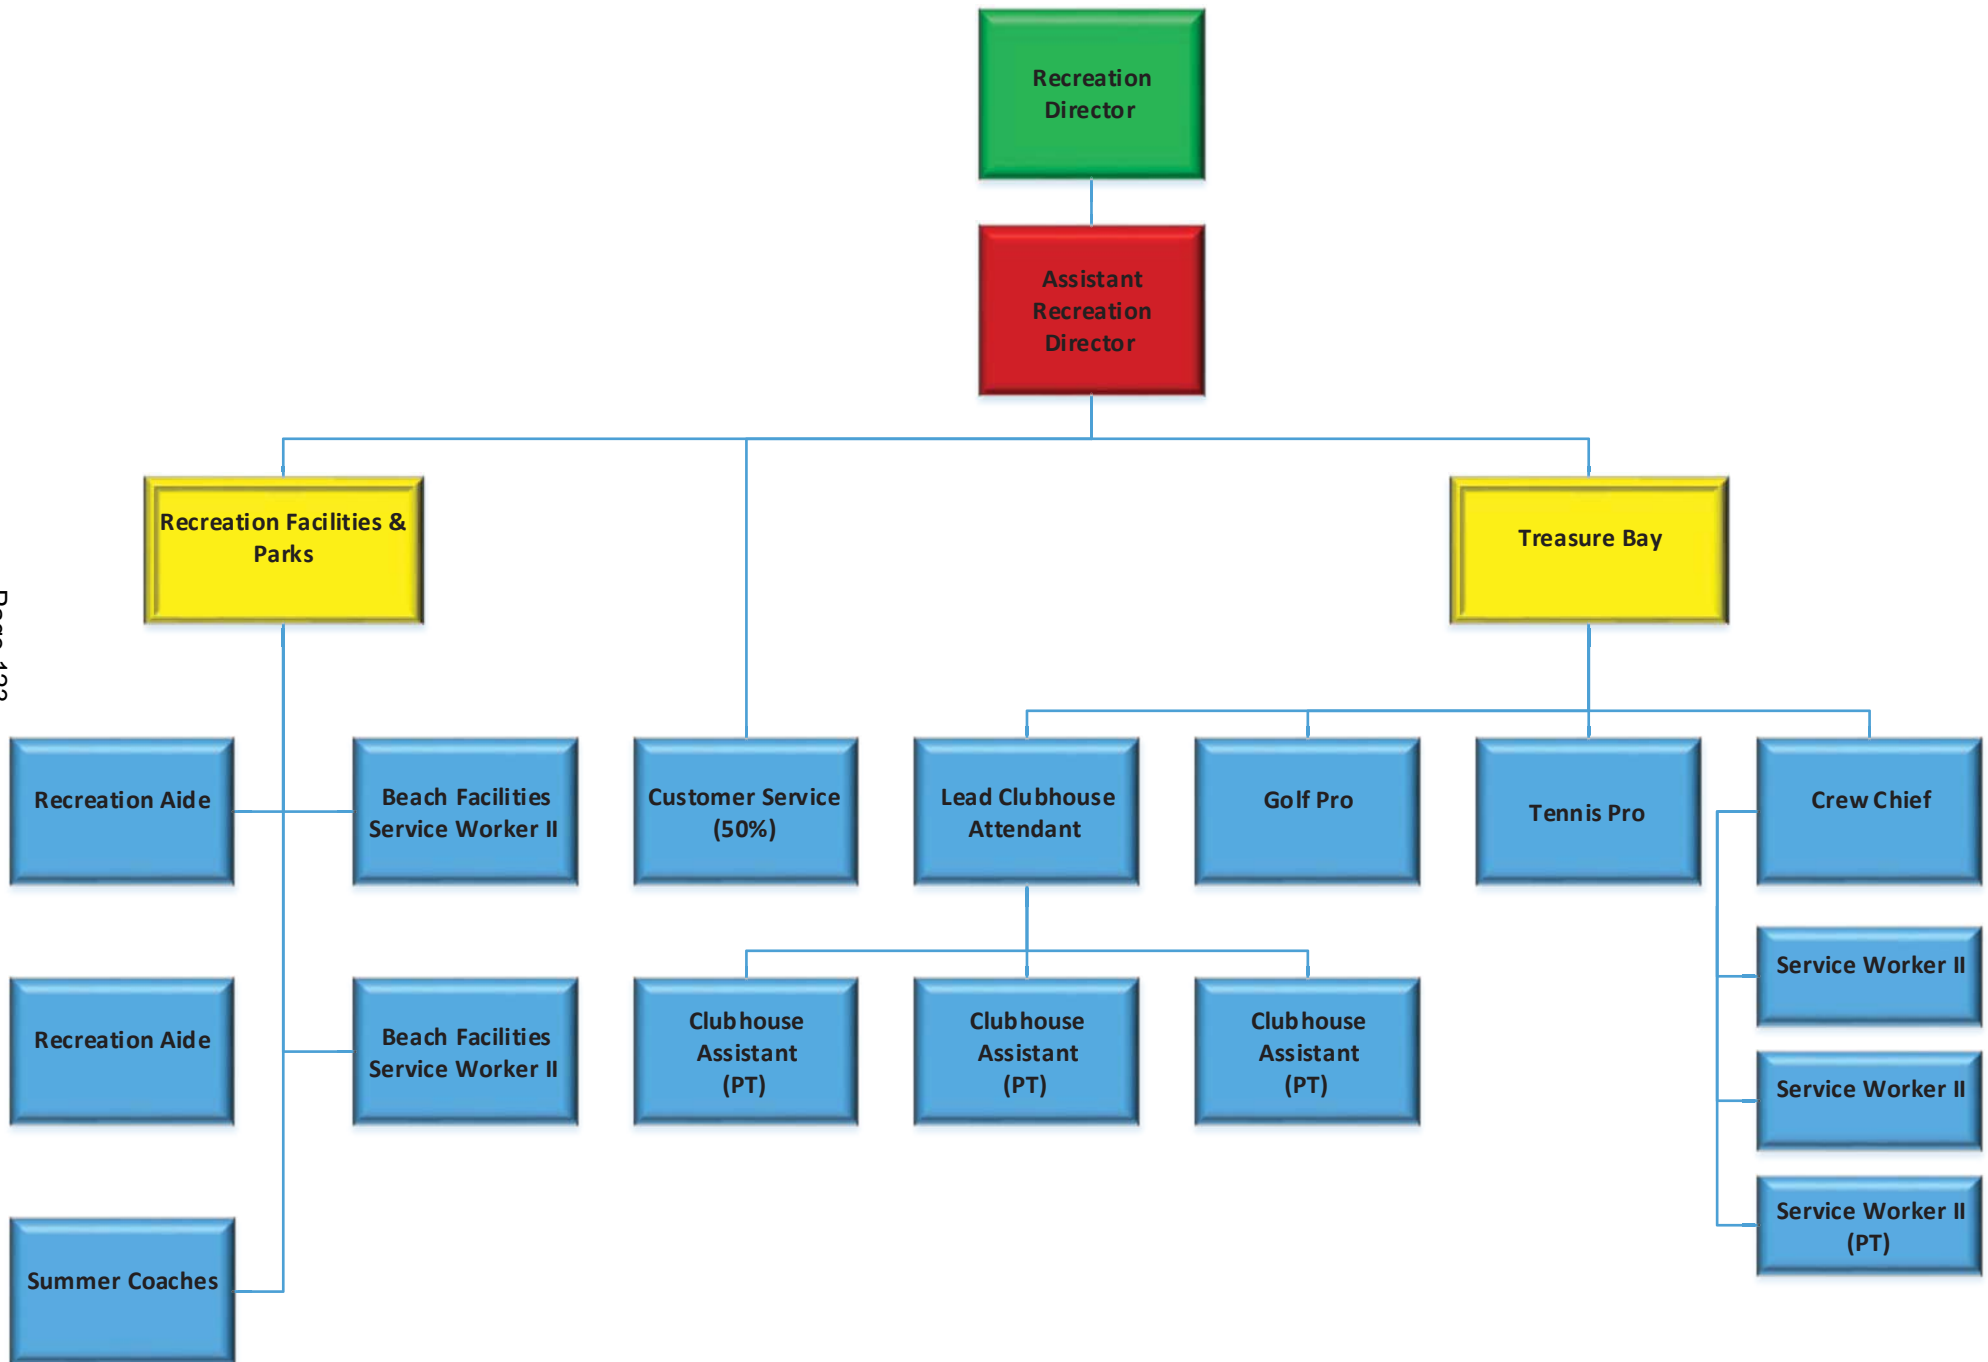 Recreation
Director
Assistant
Recreation
Director
Recreation Facilities &
Parks
Treasure Bay
Recreation Aide
Beach Facilities
Service Worker II
Customer Service
(50%)
Lead Clubhouse
Attendant
Golf Pro
Tennis Pro
Crew Chief
Service Worker II
Recreation Aide
Beach Facilities
Service Worker II
Clubhouse
Assistant
(PT)
Clubhouse
Assistant
(PT)
Clubhouse
Assistant
(PT)
Service Worker II
Service Worker II
(PT)
Summer Coaches